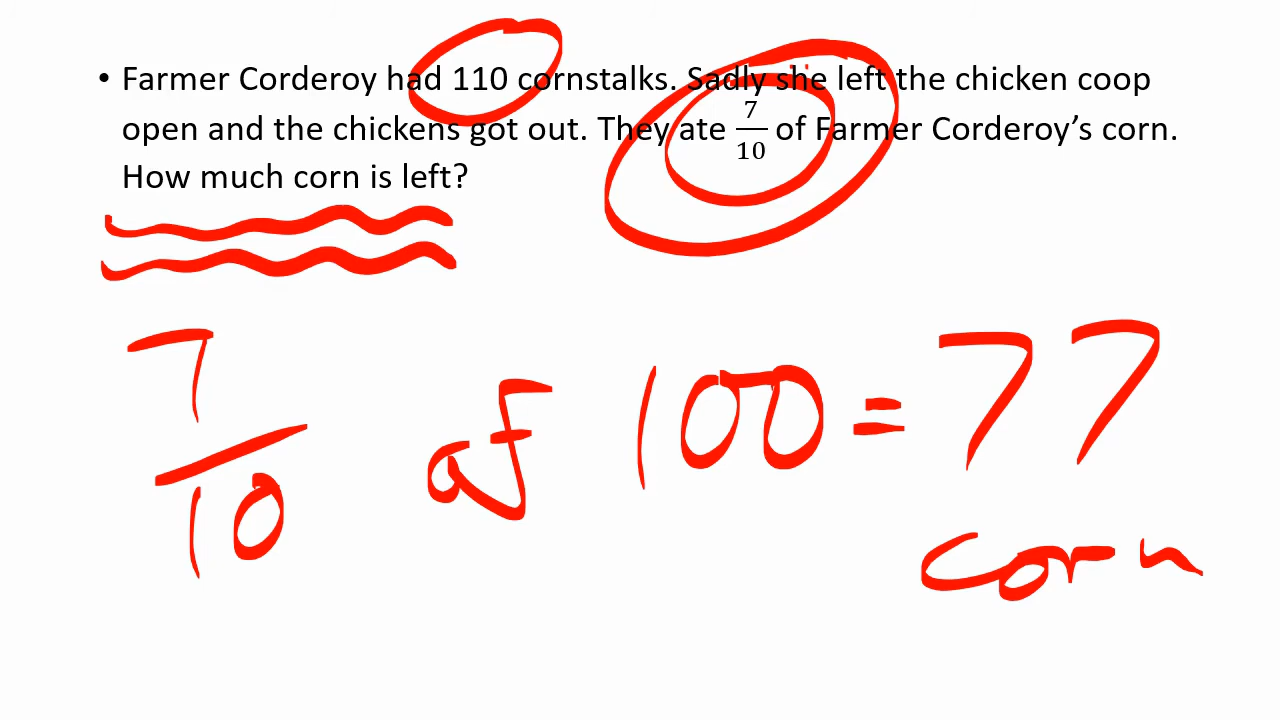 • Farmer Corderoy had 110 cornstalks. Sadly she left the chicken coop
open and the chickens got out. They ate 7/10 of Farmer Corderoy's corn.
How much corn is left?
7/10 of 100 = 77
corn